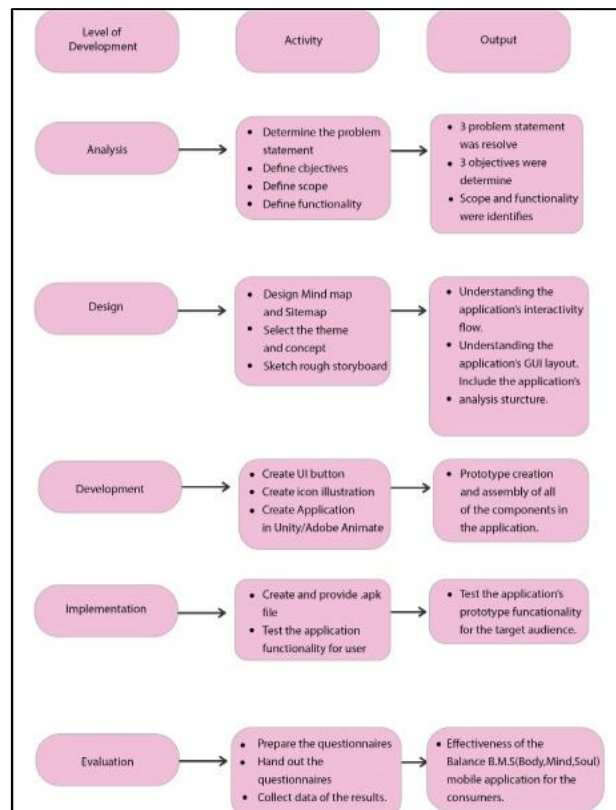 Level of
Development
Activity
Output
Analysis
• Determine the problem
statement
• Define cbjectives
• Define scope
• Define functionality
• 3 problem statement
was resolve
• 3 objectives were
determine
• Scope and functionality
were identifies
Design
• Design Mind map
and Sitemap
• Select the theme
and concept
• Sketch rough storyboard
• Understanding the
application's interactivity
flow.
• Understanding the
application's GUI layout.
Include the application's
• analysis sturcture.
Development
• Create UI button
• Create icon illustration
• Create Application
in Unity/Adobe Animate
• Prototype creation
and assembly of all
of the components in
the application.
Implementation
• Create and provide .apk
file
• Test the application
functionality for user
• Test the application's
prototype funcationality
for the target audience.
Evaluation
• Prepare the questionnaires
• Hand out the
questionnaires
• Collect data of the results.
• Effectiveness of the
Balance B.M.S(Body,Mind,Soul)
mobile application for the
consumers.